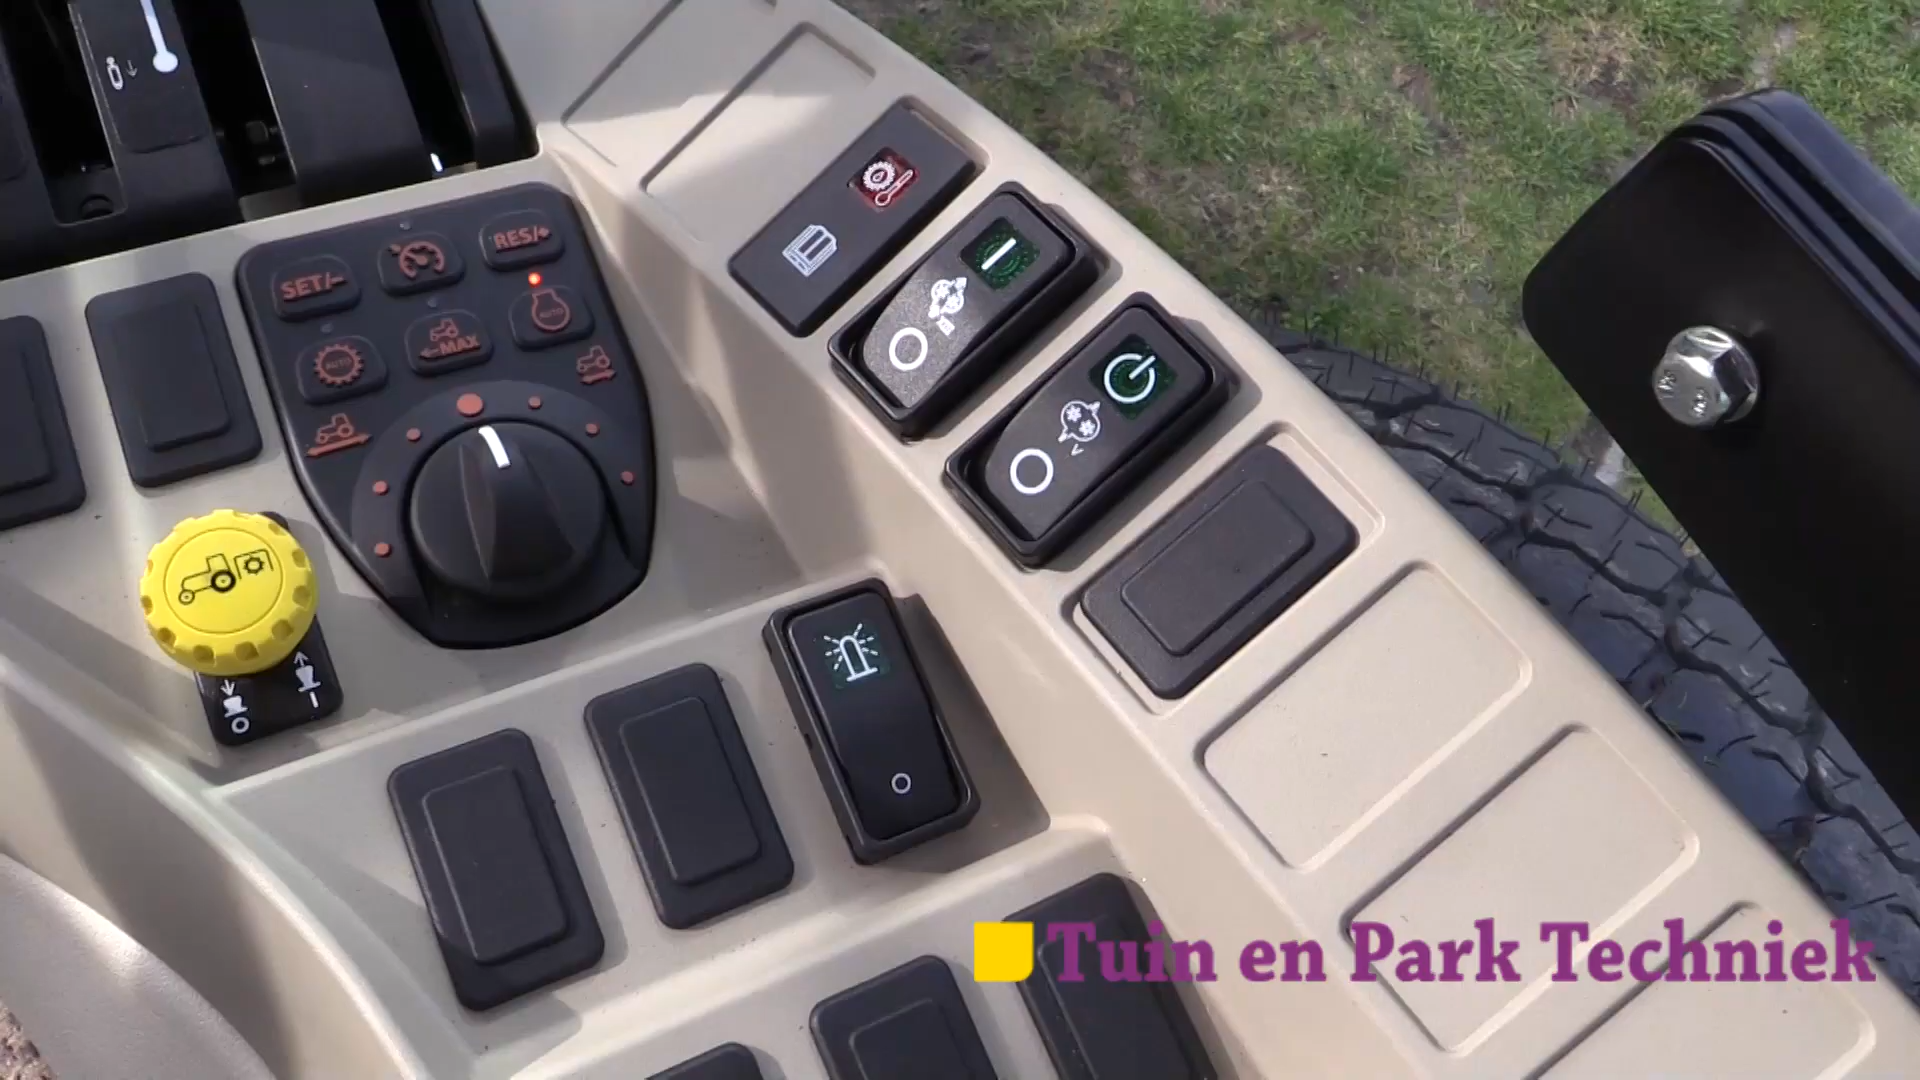 SET/-
RES/+
AUTO
AUTO
←MAX
Tuin en Park Techniek